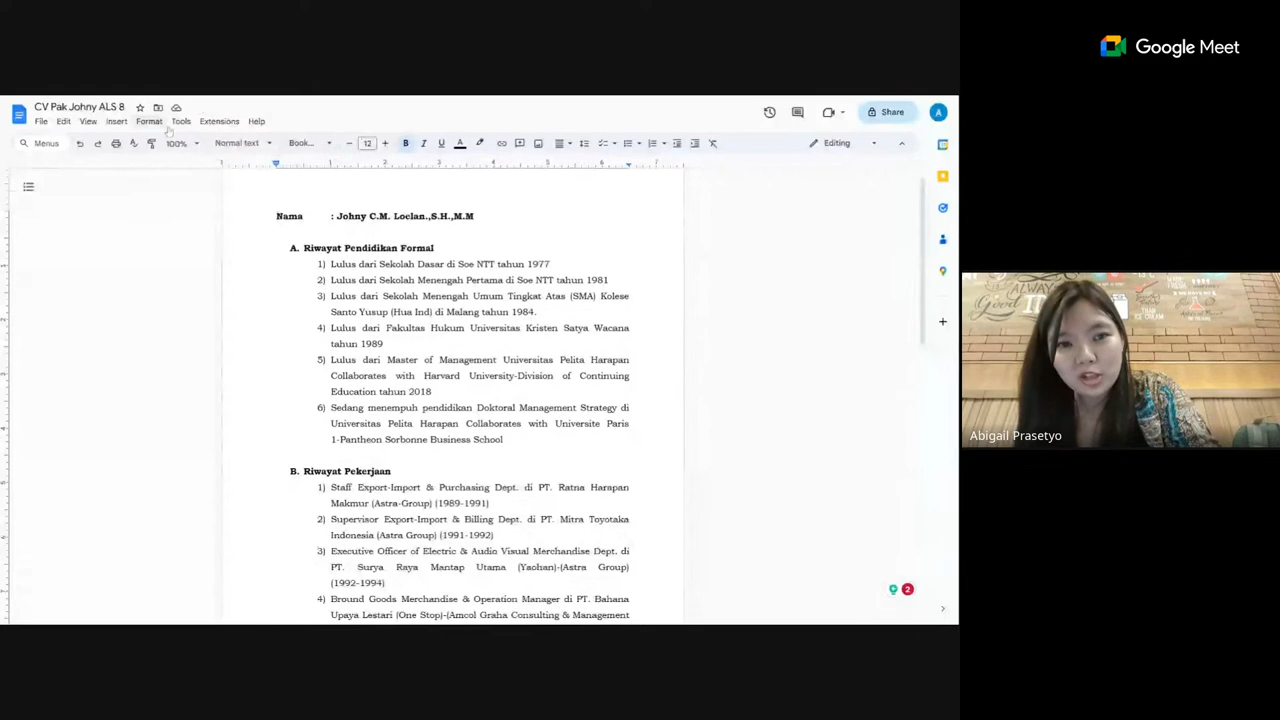 Google Meet
CV Pak Johny ALS 8
File Edit View Insert Format Tools Extensions Help
Share
Menus 100% Normal text Book... 12 Editing
Nama : Johny C.M. Loelan.,S.H.,M.M
A. Riwayat Pendidikan Formal
1) Lulus dari Sekolah Dasar di Soe NTT tahun 1977
2) Lulus dari Sekolah Menengah Pertama di Soe NTT tahun 1981
3) Lulus dari Sekolah Menengah Umum Tingkat Atas (SMA) Kolese
Santo Yusup (Hua Ind) di Malang tahun 1984.
4) Lulus dari Fakultas Hukum Universitas Kristen Satya Wacana
tahun 1989
5) Lulus dari Master of Management Universitas Pelita Harapan
Collaborates with Harvard University-Division of Continuing
Education tahun 2018
6) Sedang menempuh pendidikan Doktoral Management Strategy di
Universitas Pelita Harapan Collaborates with Universite Paris
1-Pantheon Sorbonne Business School
B. Riwayat Pekerjaan
1) Staff Export-Import & Purchasing Dept. di PT. Ratna Harapan
Makmur (Astra-Group) (1989-1991)
2) Supervisor Export-Import & Billing Dept. di PT. Mitra Toyotaka
Indonesia (Astra Group) (1991-1992)
3) Executive Officer of Electric & Audio Visual Merchandise Dept. di
PT. Surya Raya Mantap Utama (Yaohan)-(Astra Group)
(1992-1994)
4) Bround Goods Merchandise & Operation Manager di PT. Bahana
Upaya Lestari (One Stop)-(Amcol Graha Consulting & Management
2
A
ALWAYS
Good
Abigail Prasetyo